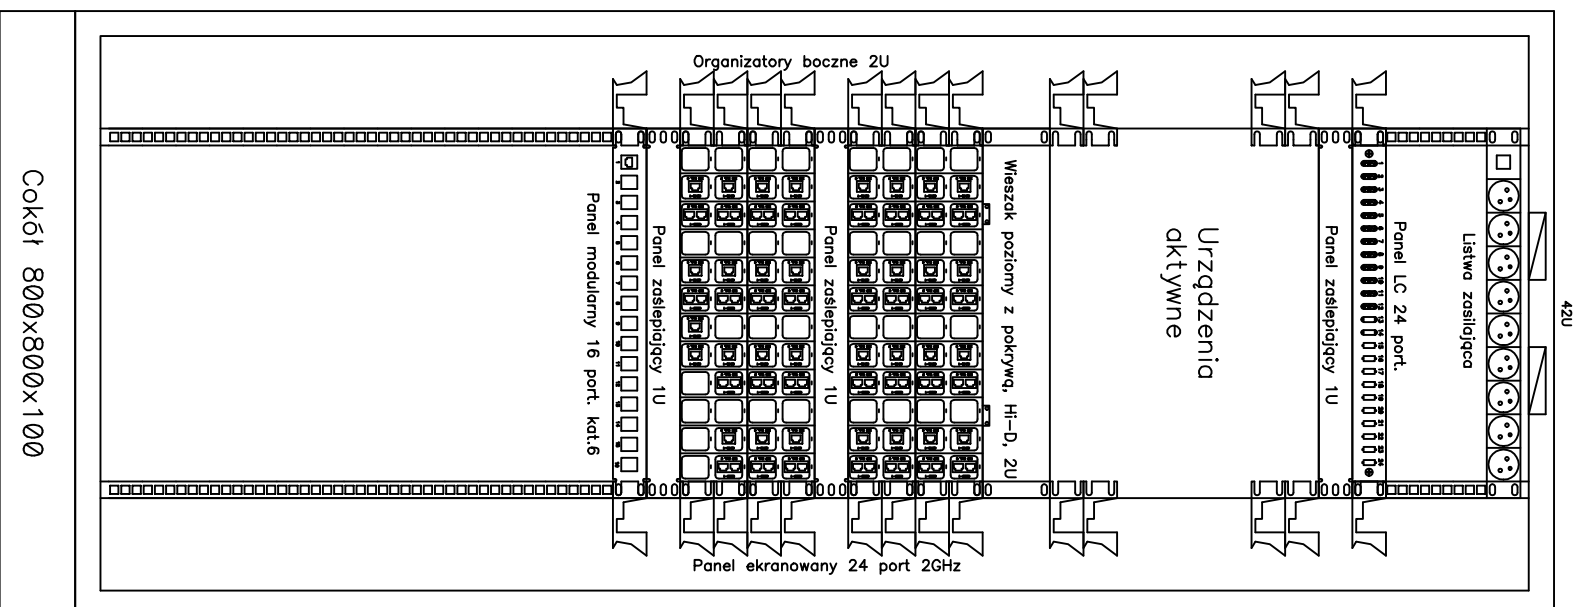 Organizatory boczne 2U
42U
Listwa zasilająca
Panel LC 24 port.
Panel zaślepiający 1U
Urządzenia
aktywne
Wieszak poziomy z pokrywą, Hi-D, 2U
Panel zaślepiający 1U
Panel zaślepiający 1U
Panel modularny 16 port. kat.6
Panel ekranowany 24 port 2GHz
Cokół 800x800x100